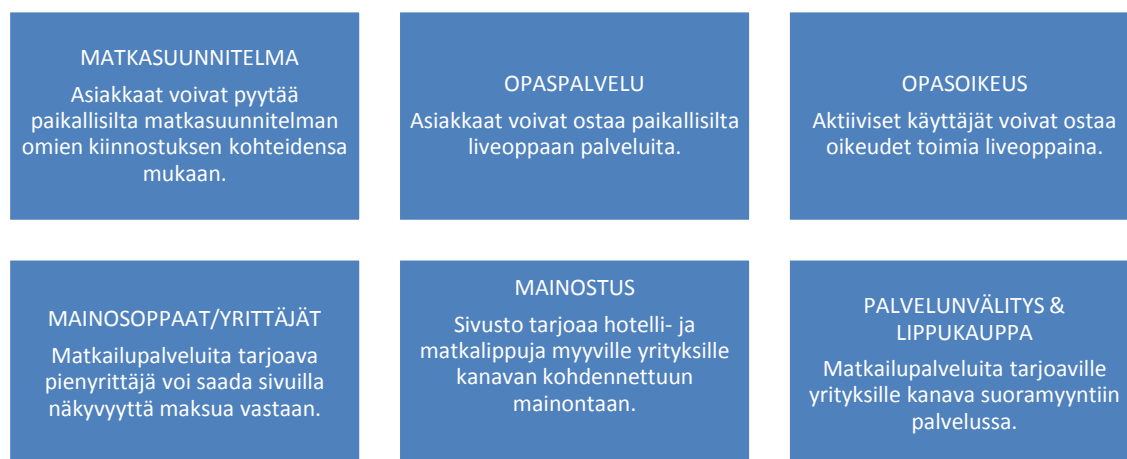 MATKASUUNNITELMA
Asiakkaat voivat pyytää
paikallisilta matkasuunnitelman
omien kiinnostuksen kohteidensa
mukaan.
OPASPALVELU
Asiakkaat voivat ostaa paikallisilta
liveoppaan palveluita.
OPASOIKEUS
Aktiiviset käyttäjät voivat ostaa
oikeudet toimia liveoppaina.
MAINOSOPPAAT/YRITTÄJÄT
Matkailupalveluita tarjoava
pienyrittäjä voi saada sivuilla
näkyvyyttä maksua vastaan.
MAINOSTUS
Sivusto tarjoaa hotelli- ja
matkalippuja myyville yrityksille
kanavan kohdennettuun
mainontaan.
PALVELUNVÄLITYS &
LIPPUKAUPPA
Matkailupalveluita tarjoaville
yrityksille kanava suoramyyntiin
palvelussa.